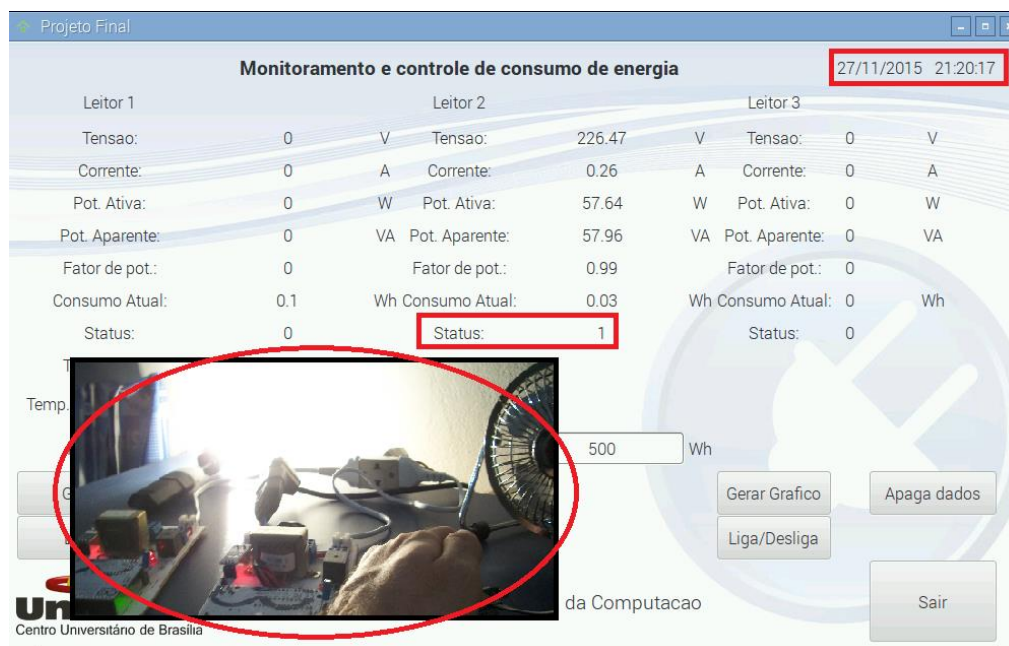 Projeto Final
Monitoramento e controle de consumo de energia 27/11/2015 21:20:17
Leitor 1 Leitor 2 Leitor 3
Tensao: 0 V Tensao: 226.47 V Tensao: 0 V
Corrente: 0 A Corrente: 0.26 A Corrente: 0 A
Pot. Ativa: 0 W Pot. Ativa: 57.64 W Pot. Ativa: 0 W
Pot. Aparente: 0 VA Pot. Aparente: 57.96 VA Pot. Aparente: 0 VA
Fator de pot.: 0 Fator de pot.: 0.99 Fator de pot.: 0
Consumo Atual: 0.1 Wh Consumo Atual: 0.03 Wh Consumo Atual: 0 Wh
Status: 0 Status: 1 Status: 0
Temp.
500 Wh
Gerar Grafico Apaga dados
Liga/Desliga
da Computacao Sair
Centro Universitário de Brasília